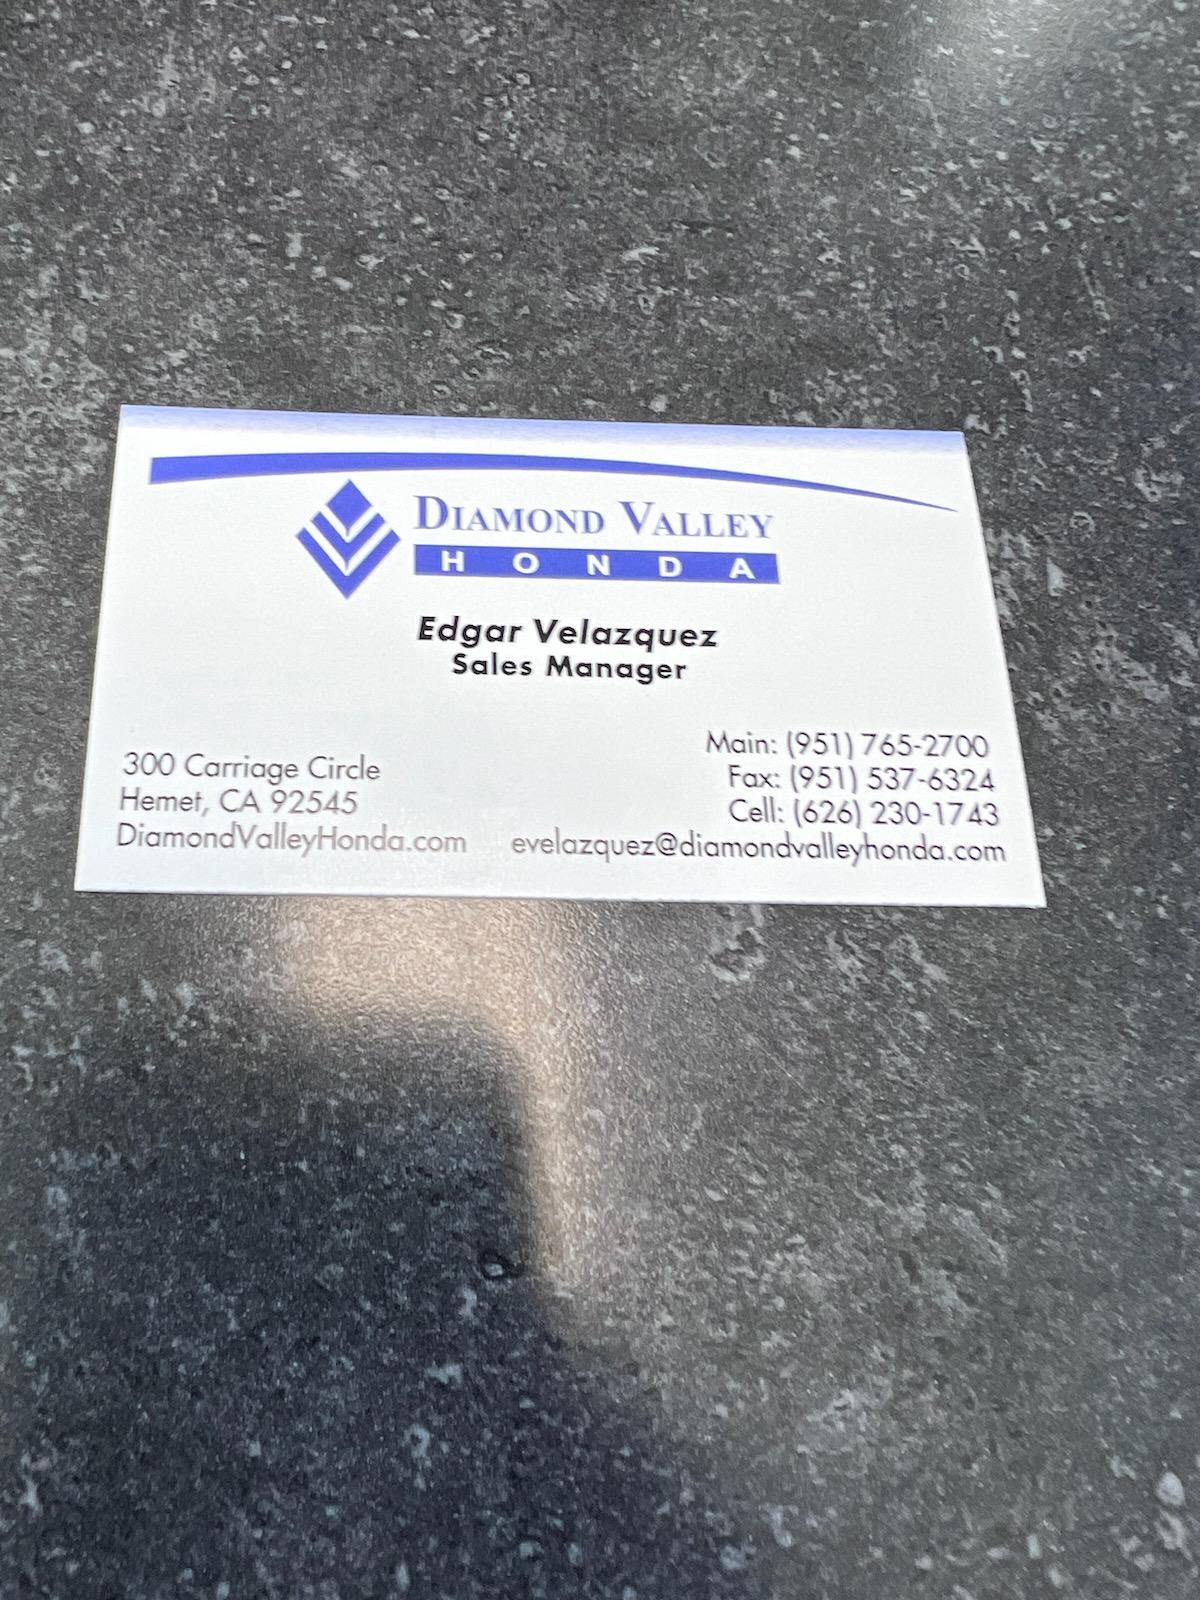 DIAMOND VALLEY
HONDA
Edgar Velazquez
Sales Manager
300 Carriage Circle
Hemet, CA 92545
DiamondValleyHonda.com
Main: (951) 765-2700
Fax: (951) 537-6324
Cell: (626) 230-1743
evelazquez@diamondvalleyhonda.com